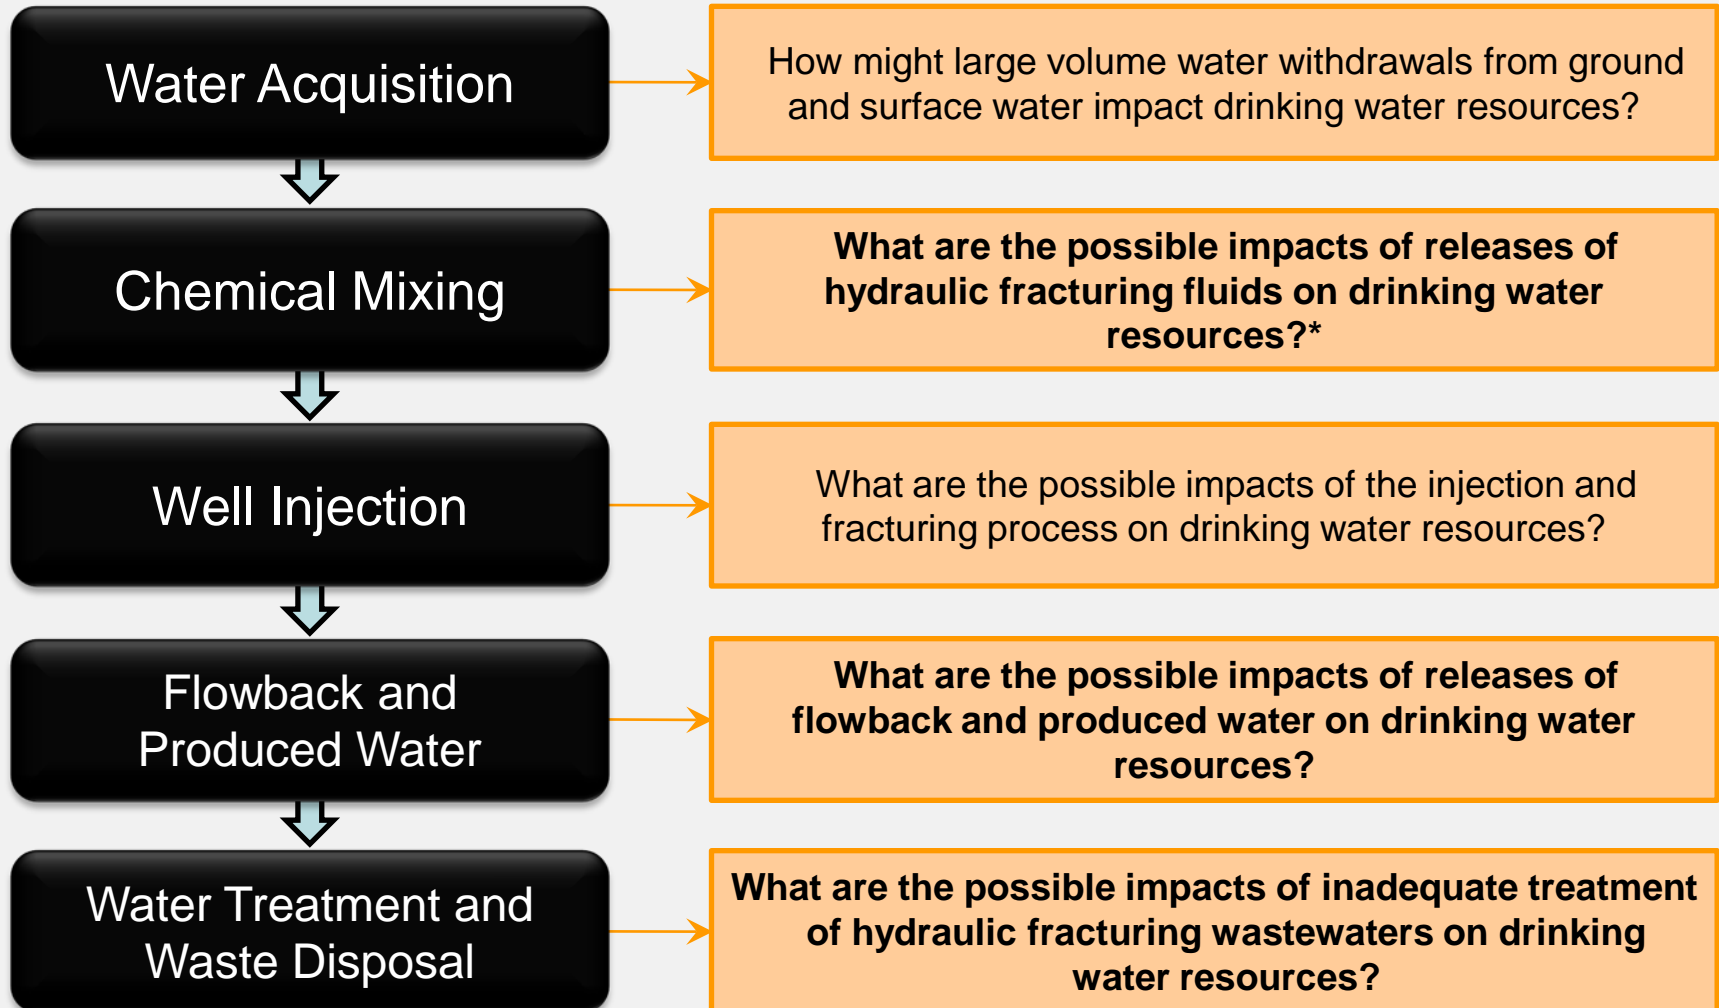 Water Acquisition
How might large volume water withdrawals from ground
and surface water impact drinking water resources?
Chemical Mixing
What are the possible impacts of releases of
hydraulic fracturing fluids on drinking water
resources?*
Well Injection
What are the possible impacts of the injection and
fracturing process on drinking water resources?
Flowback and
Produced Water
What are the possible impacts of releases of
flowback and produced water on drinking water
resources?
Water Treatment and
Waste Disposal
What are the possible impacts of inadequate treatment
of hydraulic fracturing wastewaters on drinking
water resources?